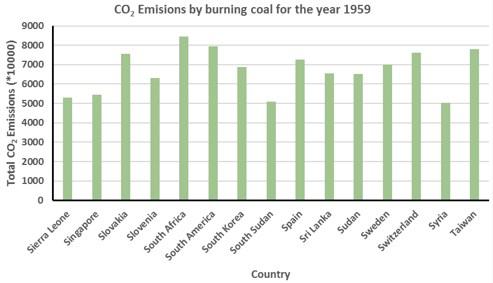 CO2 Emisions by burning coal for the year 1959
Total CO2 Emissions (*10000)
9000
8000
7000
6000
5000
4000
3000
2000
1000
0
Sierra Leone
Singapore
Slovakia
Slovenia
South Africa
South America
South Korea
South Sudan
Spain
Sri Lanka
Sudan
Sweden
Switzerland
Syria
Taiwan
Country